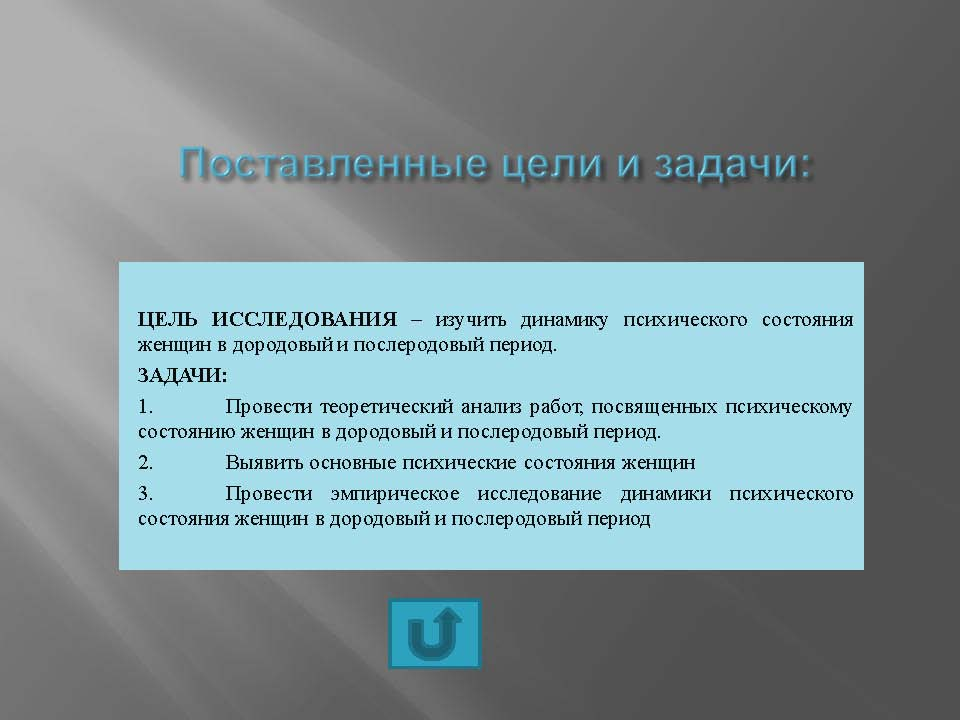 Поставленные цели и задачи:
ЦЕЛЬ ИССЛЕДОВАНИЯ – изучить динамику психического состояния
женщин в дородовый и послеродовый период.
ЗАДАЧИ:
1. Провести теоретический анализ работ, посвященных психическому
состоянию женщин в дородовый и послеродовый период.
2. Выявить основные психические состояния женщин
3. Провести эмпирическое исследование динамики психического
состояния женщин в дородовый и послеродовый период